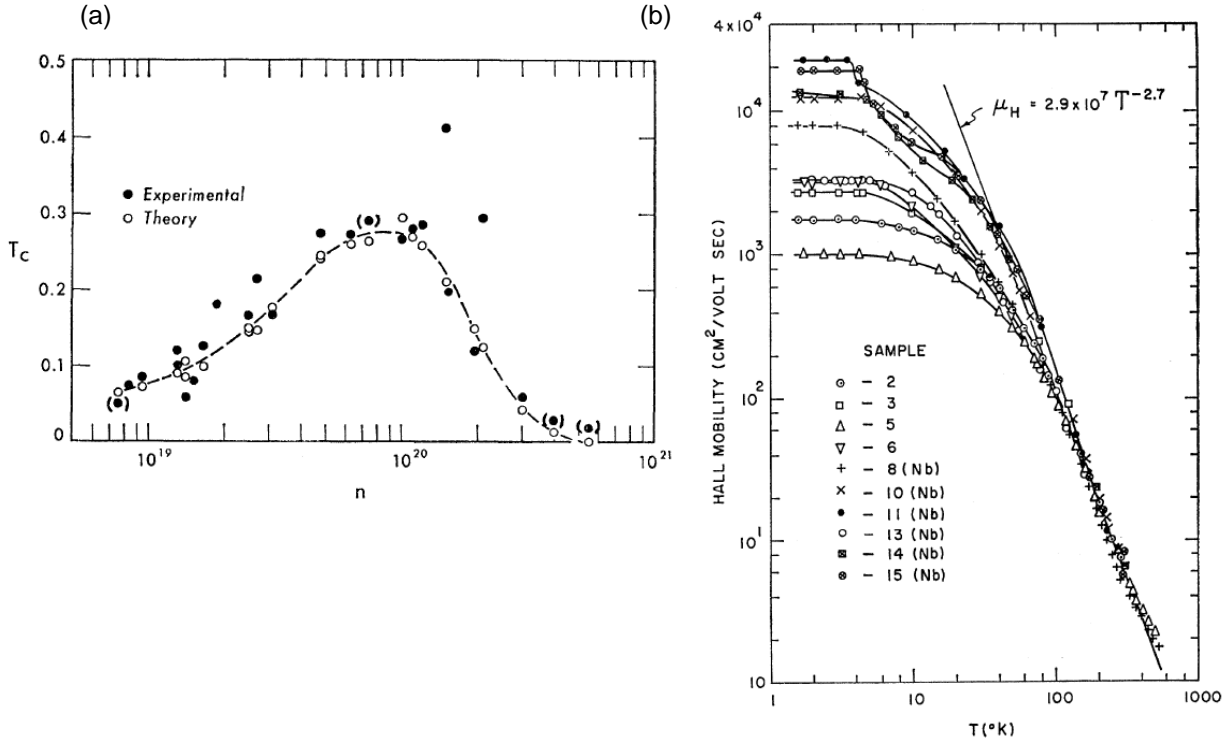 (a)
0.5
0.4
0.3
0.2
0.1
0
T_C
● Experimental
○ Theory
( )
( )
( )
( )
10^19
10^20
10^21
n
(b)
4 x 10^4
10^4
10^3
10^2
10^1
10
HALL MOBILITY (CM^2/VOLT SEC)
μ_H = 2.9 x 10^7 T^-2.7
SAMPLE
– 2
– 3
– 5
– 6
– 8 (Nb)
– 10 (Nb)
– 11 (Nb)
– 13 (Nb)
– 14 (Nb)
– 15 (Nb)
1
10
100
1000
T(°K)